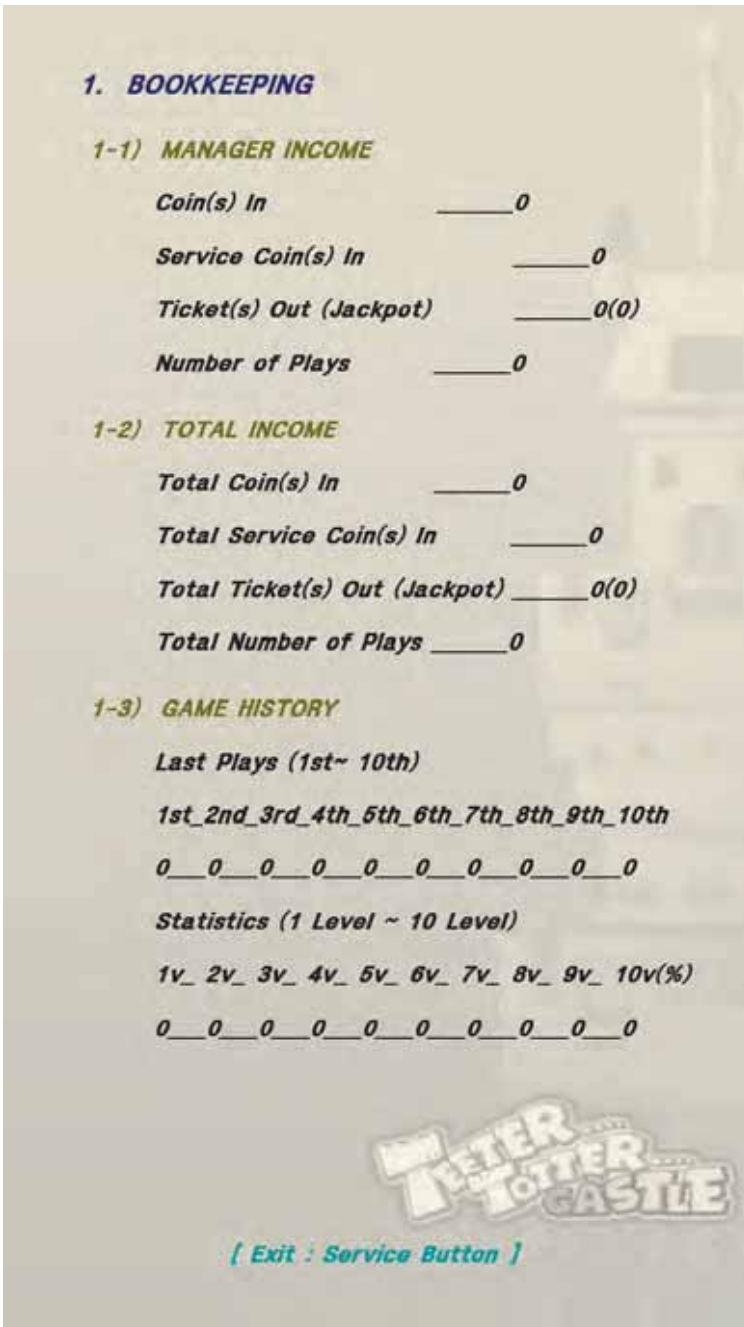 1. BOOKKEEPING
1-1) MANAGER INCOME
Coin(s) In ______0
Service Coin(s) In ______0
Ticket(s) Out (Jackpot) ______0(0)
Number of Plays ______0
1-2) TOTAL INCOME
Total Coin(s) In ______0
Total Service Coin(s) In ______0
Total Ticket(s) Out (Jackpot) ______0(0)
Total Number of Plays ______0
1-3) GAME HISTORY
Last Plays (1st~ 10th)
1st_2nd_3rd_4th_5th_6th_7th_8th_9th_10th
0___0___0___0___0___0___0___0___0___0
Statistics (1 Level ~ 10 Level)
1v_ 2v_ 3v_ 4v_ 5v_ 6v_ 7v_ 8v_ 9v_ 10v(%)
0___0___0___0___0___0___0___0___0___0
TEETER
TOTTER
CASTLE
[ Exit : Service Button ]